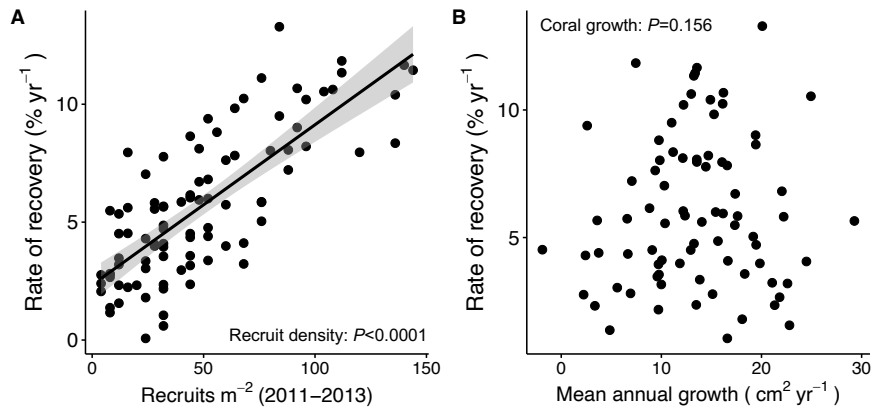 A
Rate of recovery (% yr⁻¹)
10
5
0
Recruit density: P<0.0001
0 50 100 150
Recruits m⁻² (2011−2013)
B
Coral growth: P=0.156
Rate of recovery (% yr⁻¹)
10
5
0 10 20 30
Mean annual growth ( cm² yr⁻¹)